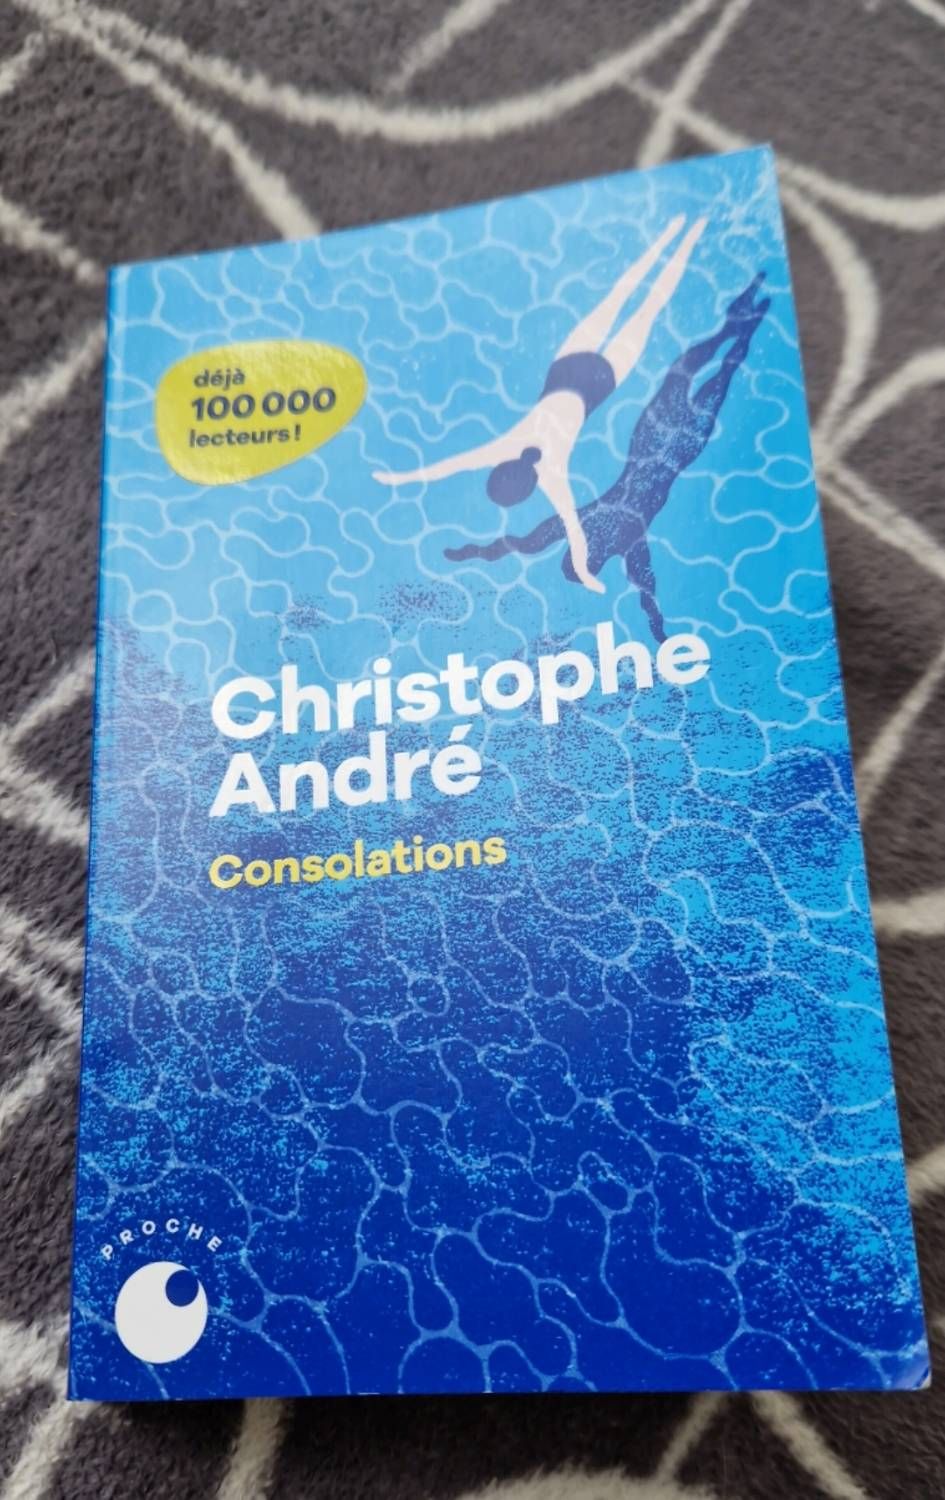 déjà
100 000
lecteurs !
Christophe
André
Consolations
PROCHE